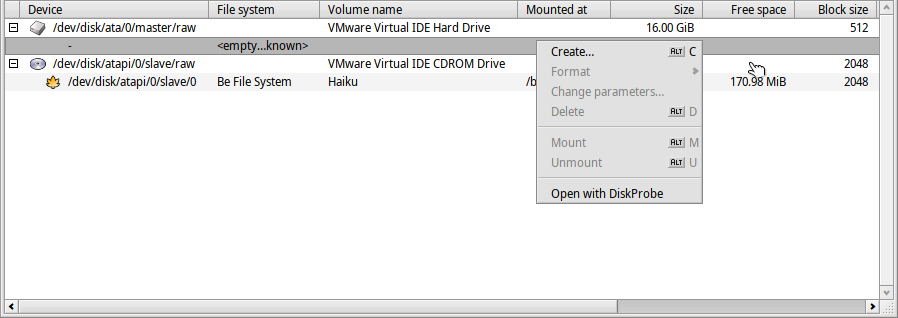 Device File system Volume name Mounted at Size Free space Block size
/dev/disk/ata/0/master/raw VMware Virtual IDE Hard Drive 16.00 GiB 512
- <empty...known>
/dev/disk/atapi/0/slave/raw VMware Virtual IDE CDROM Drive 2048
/dev/disk/atapi/0/slave/0 Be File System Haiku /b 170.98 MiB 2048
Create... ALT C
Format
Change parameters...
Delete ALT D
Mount ALT M
Unmount ALT U
Open with DiskProbe